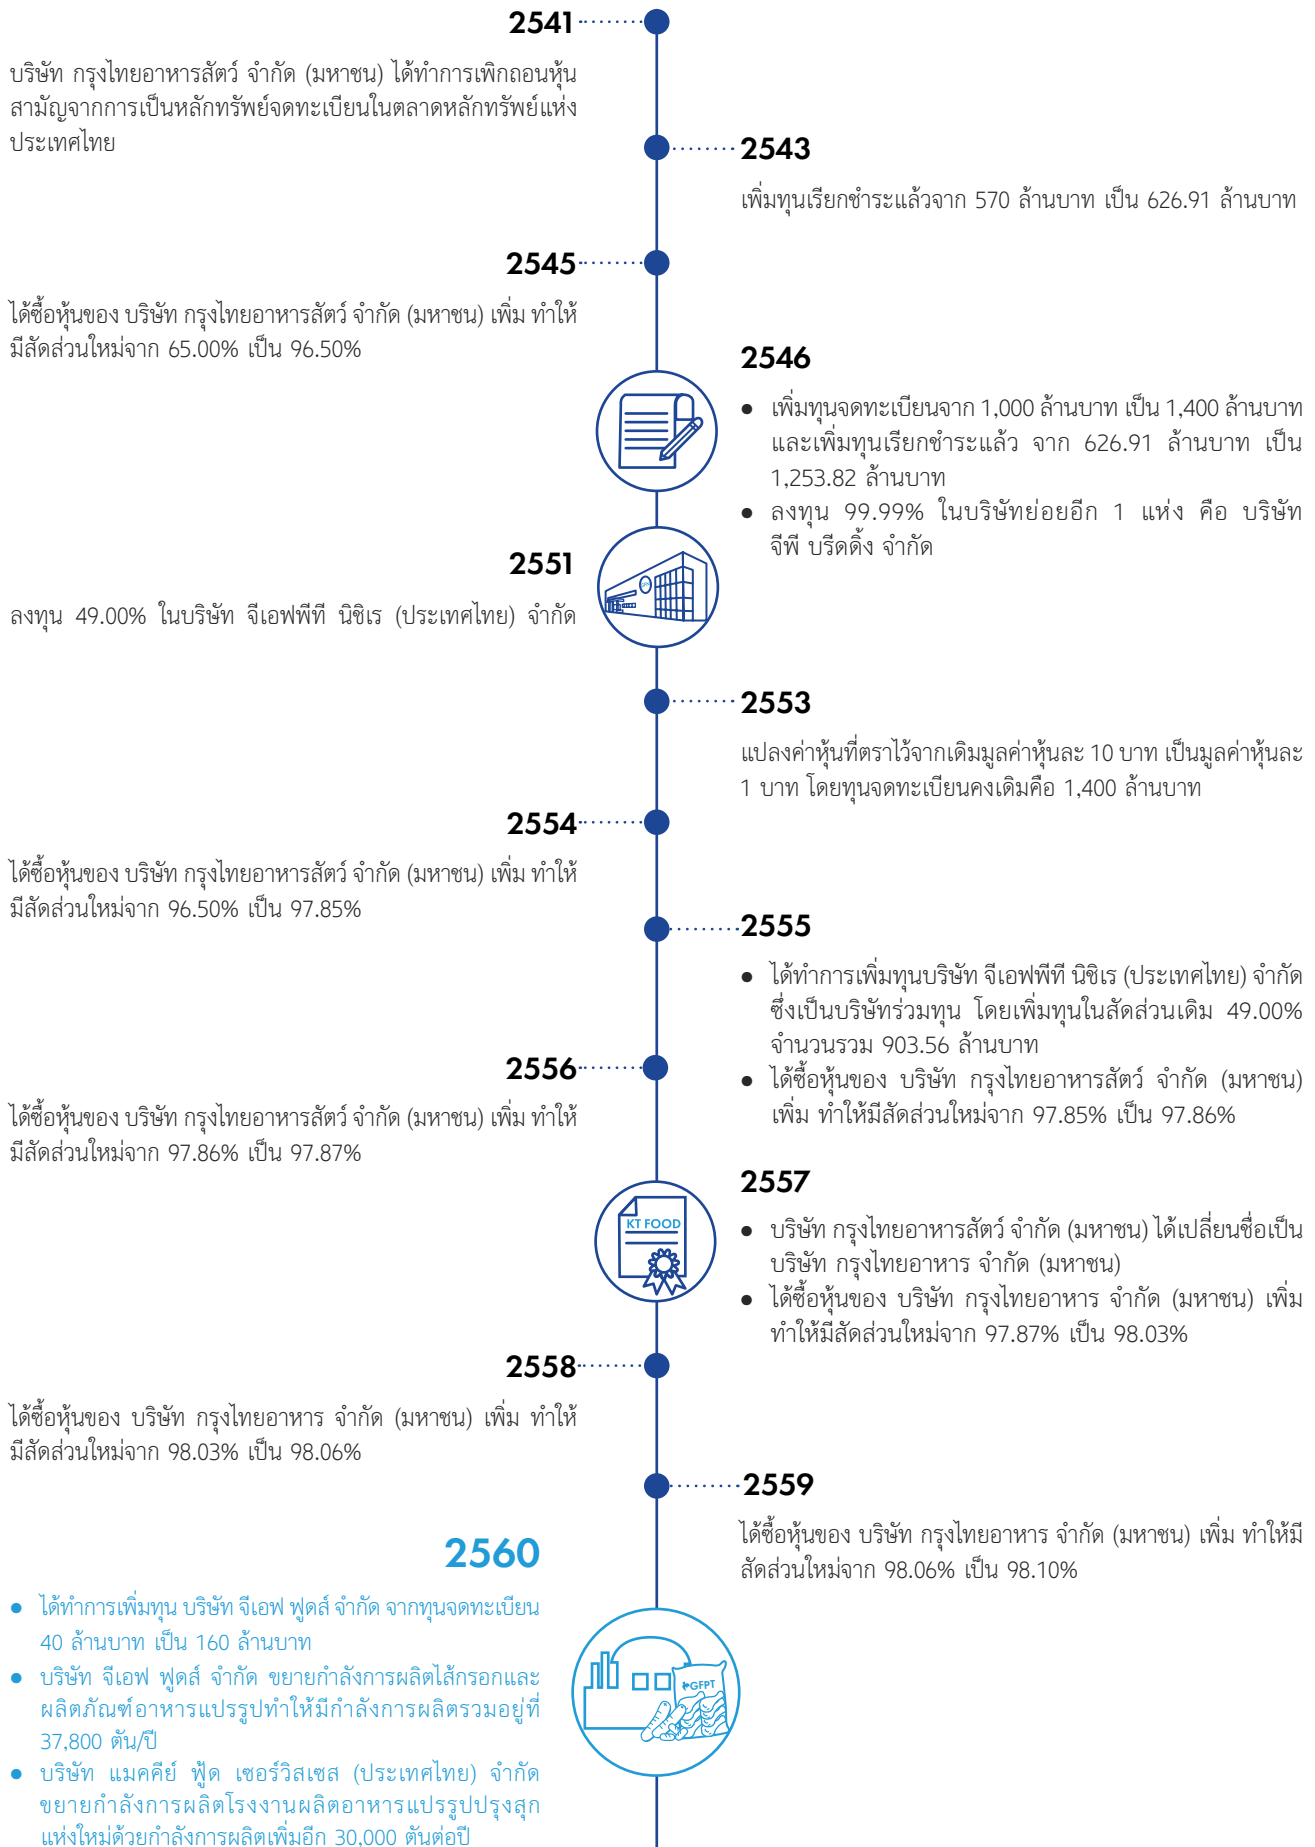 2541
บริษัท กรุงไทยอาหารสัตว์ จำกัด (มหาชน) ได้ทำการเพิกถอนหุ้น
สามัญจากการเป็นหลักทรัพย์จดทะเบียนในตลาดหลักทรัพย์แห่ง
ประเทศไทย
2543
เพิ่มทุนเรียกชำระแล้วจาก 570 ล้านบาท เป็น 626.91 ล้านบาท
2545
ได้ซื้อหุ้นของ บริษัท กรุงไทยอาหารสัตว์ จำกัด (มหาชน) เพิ่ม ทำให้
มีสัดส่วนใหม่จาก 65.00% เป็น 96.50%
2546
• เพิ่มทุนจดทะเบียนจาก 1,000 ล้านบาท เป็น 1,400 ล้านบาท
และเพิ่มทุนเรียกชำระแล้ว จาก 626.91 ล้านบาท เป็น
1,253.82 ล้านบาท
• ลงทุน 99.99% ในบริษัทย่อยอีก 1 แห่ง คือ บริษัท
จีพี บรีดดิ้ง จำกัด
2551
ลงทุน 49.00% ในบริษัท จีเอฟพีที นิชิเร (ประเทศไทย) จำกัด
2553
แปลงค่าหุ้นที่ตราไว้จากเดิมมูลค่าหุ้นละ 10 บาท เป็นมูลค่าหุ้นละ
1 บาท โดยทุนจดทะเบียนคงเดิมคือ 1,400 ล้านบาท
2554
ได้ซื้อหุ้นของ บริษัท กรุงไทยอาหารสัตว์ จำกัด (มหาชน) เพิ่ม ทำให้
มีสัดส่วนใหม่จาก 96.50% เป็น 97.85%
2555
• ได้ทำการเพิ่มทุนบริษัท จีเอฟพีที นิชิเร (ประเทศไทย) จำกัด
ซึ่งเป็นบริษัทร่วมทุน โดยเพิ่มทุนในสัดส่วนเดิม 49.00%
จำนวนรวม 903.56 ล้านบาท
• ได้ซื้อหุ้นของ บริษัท กรุงไทยอาหารสัตว์ จำกัด (มหาชน)
เพิ่ม ทำให้มีสัดส่วนใหม่จาก 97.85% เป็น 97.86%
2556
ได้ซื้อหุ้นของ บริษัท กรุงไทยอาหารสัตว์ จำกัด (มหาชน) เพิ่ม ทำให้
มีสัดส่วนใหม่จาก 97.86% เป็น 97.87%
2557
KT FOOD
• บริษัท กรุงไทยอาหารสัตว์ จำกัด (มหาชน) ได้เปลี่ยนชื่อเป็น
บริษัท กรุงไทยอาหาร จำกัด (มหาชน)
• ได้ซื้อหุ้นของ บริษัท กรุงไทยอาหาร จำกัด (มหาชน) เพิ่ม
ทำให้มีสัดส่วนใหม่จาก 97.87% เป็น 98.03%
2558
ได้ซื้อหุ้นของ บริษัท กรุงไทยอาหาร จำกัด (มหาชน) เพิ่ม ทำให้
มีสัดส่วนใหม่จาก 98.03% เป็น 98.06%
2559
ได้ซื้อหุ้นของ บริษัท กรุงไทยอาหาร จำกัด (มหาชน) เพิ่ม ทำให้มี
สัดส่วนใหม่จาก 98.06% เป็น 98.10%
2560
• ได้ทำการเพิ่มทุน บริษัท จีเอฟ ฟูดส์ จำกัด จากทุนจดทะเบียน
40 ล้านบาท เป็น 160 ล้านบาท
• บริษัท จีเอฟ ฟูดส์ จำกัด ขยายกำลังการผลิตไส้กรอกและ
ผลิตภัณฑ์อาหารแปรรูปทำให้มีกำลังการผลิตรวมอยู่ที่
37,800 ตัน/ปี
• บริษัท แมคคีย์ ฟู้ด เซอร์วิสเซส (ประเทศไทย) จำกัด
ขยายกำลังการผลิตโรงงานผลิตอาหารแปรรูปปรุงสุก
แห่งใหม่ด้วยกำลังการผลิตเพิ่มอีก 30,000 ตันต่อปี
GFPT